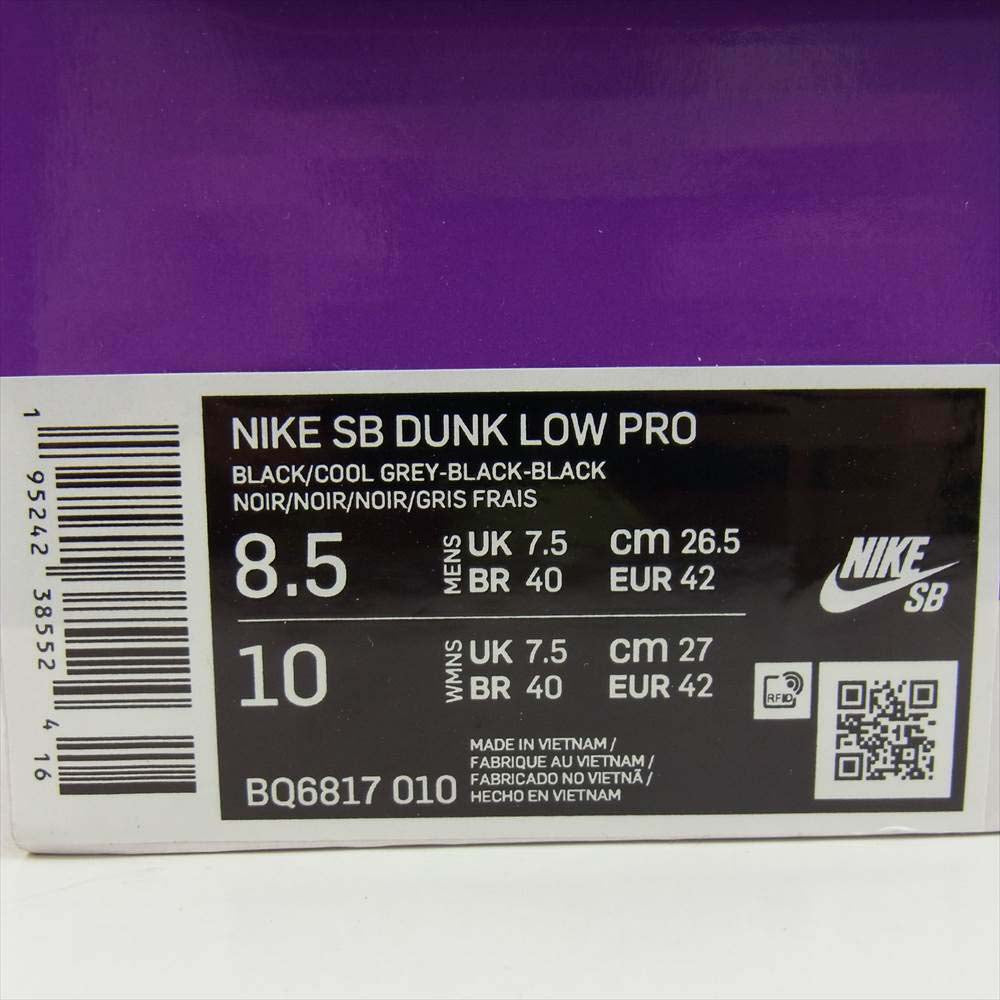 NIKE SB DUNK LOW PRO
BLACK/COOL GREY-BLACK-BLACK
NOIR/NOIR/NOIR/GRIS FRAIS
8.5 MENS UK 7.5 cm 26.5
BR 40 EUR 42
10 WMNS UK 7.5 cm 27
BR 40 EUR 42
NIKE
SB
RFID
BQ6817 010
MADE IN VIETNAM /
FABRIQUE AU VIETNAM /
FABRICADO NO VIETNÃ /
HECHO EN VIETNAM
1 95242 38552 4 16